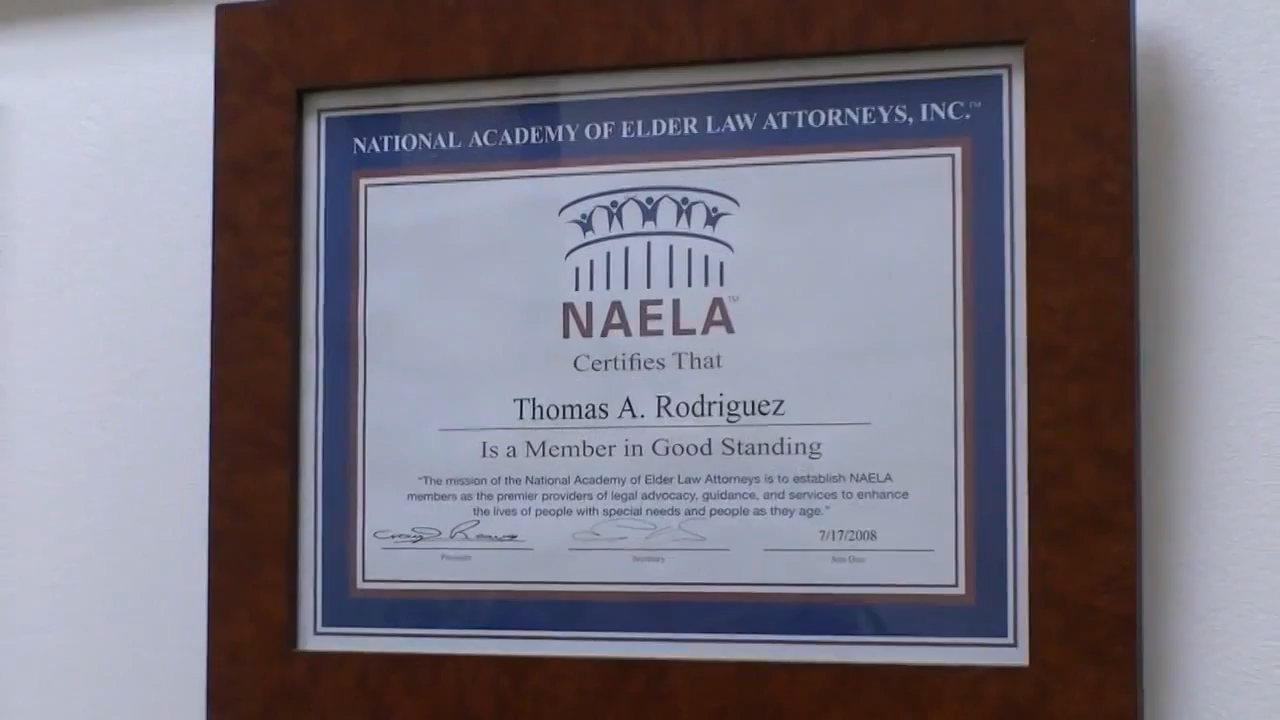 NATIONAL ACADEMY OF ELDER LAW ATTORNEYS, INC.™
NAELA™
Certifies That
Thomas A. Rodriguez
Is a Member in Good Standing
"The mission of the National Academy of Elder Law Attorneys is to establish NAELA
members as the premier providers of legal advocacy, guidance, and services to enhance
the lives of people with special needs and people as they age."
7/17/2008
President
Secretary